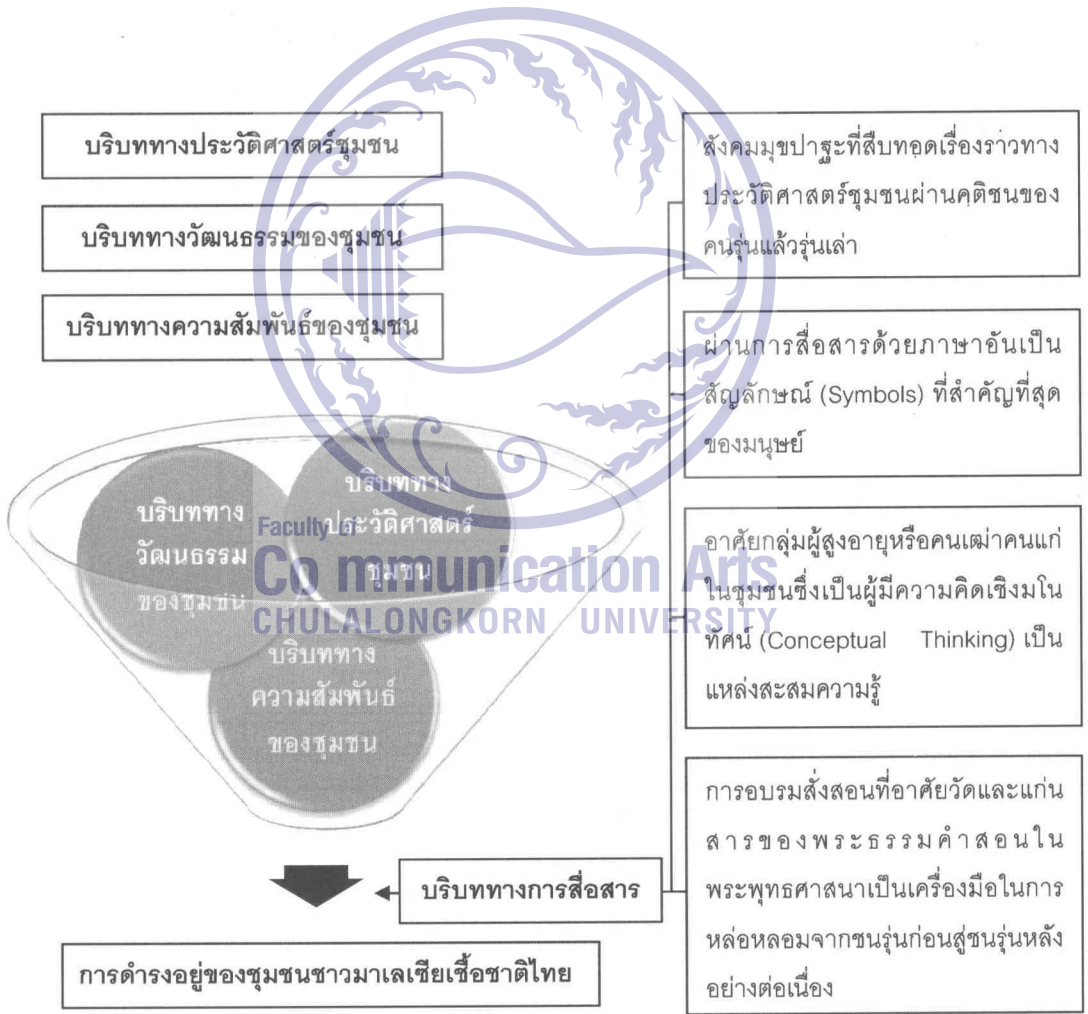 บริบททางประวัติศาสตร์ชุมชน
บริบททางวัฒนธรรมของชุมชน
บริบททางความสัมพันธ์ของชุมชน
บริบททาง
วัฒนธรรม
ของชุมชน
บริบททาง
ประวัติศาสตร์
ชุมชน
บริบททาง
ความสัมพันธ์
ของชุมชน
Faculty of
Communication Arts
CHULALONGKORN UNIVERSITY
บริบททางการสื่อสาร
การดำรงอยู่ของชุมชนชาวมาเลเซียเชื้อชาติไทย
สังคมมุขปาฐะที่สืบทอดเรื่องราวทาง
ประวัติศาสตร์ชุมชนผ่านคติชนของ
คนรุ่นแล้วรุ่นเล่า
ผ่านการสื่อสารด้วยภาษาอันเป็น
สัญลักษณ์ (Symbols) ที่สำคัญที่สุด
ของมนุษย์
อาศัยกลุ่มผู้สูงอายุหรือคนเฒ่าคนแก่
ในชุมชนซึ่งเป็นผู้มีความคิดเชิงมโน
ทัศน์ (Conceptual Thinking) เป็น
แหล่งสะสมความรู้
การอบรมสั่งสอนที่อาศัยวัดและแก่น
สารของพระธรรมคำสอนใน
พระพุทธศาสนาเป็นเครื่องมือในการ
หล่อหลอมจากชนรุ่นก่อนสู่ชนรุ่นหลัง
อย่างต่อเนื่อง